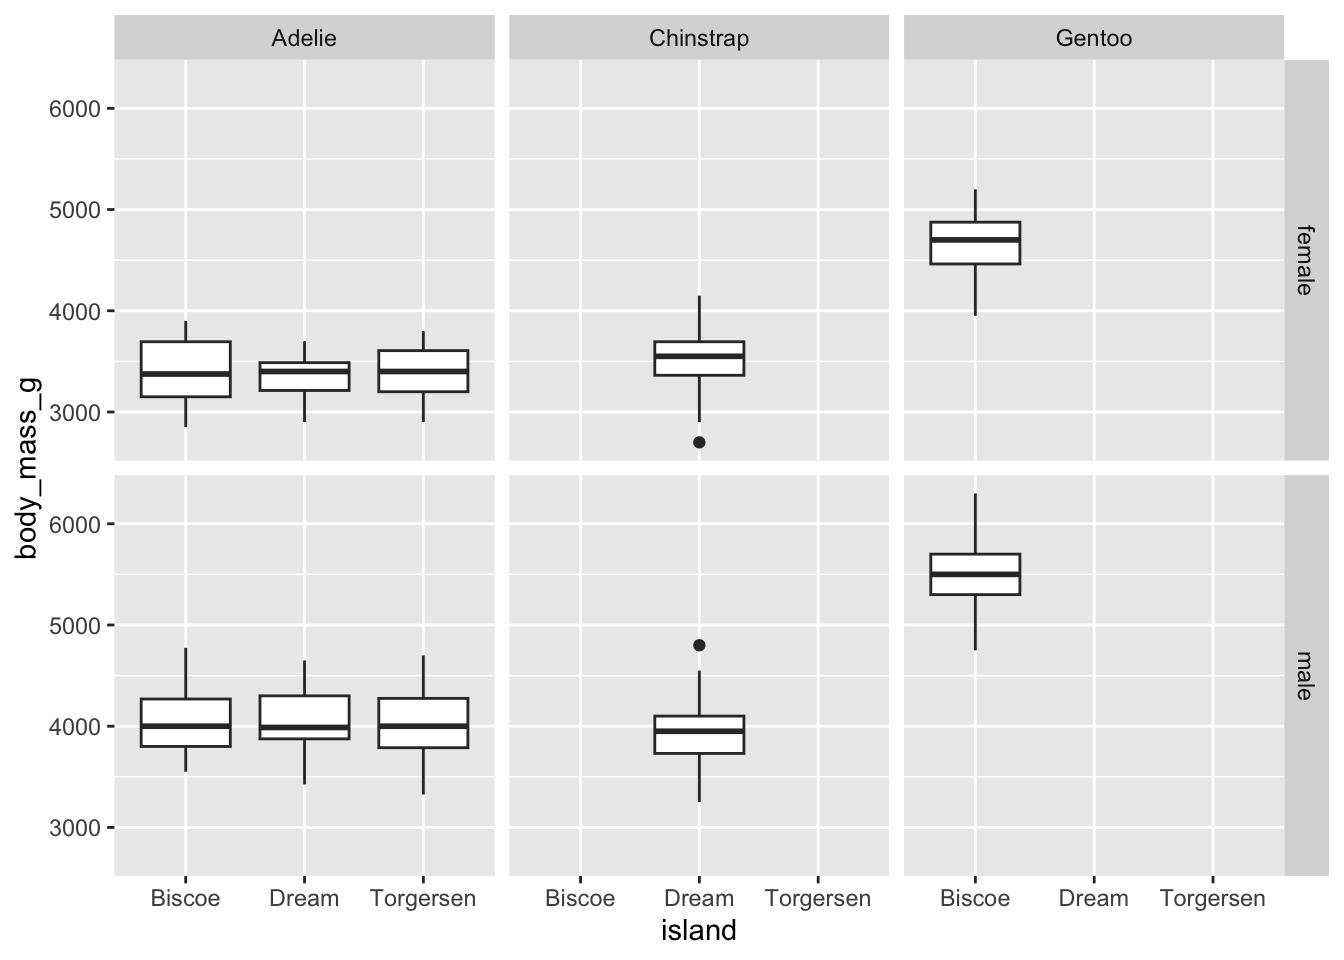 Adelie Chinstrap Gentoo
6000
5000
4000
3000
female
6000
5000
4000
3000
male
body_mass_g
Biscoe Dream Torgersen Biscoe Dream Torgersen Biscoe Dream Torgersen
island